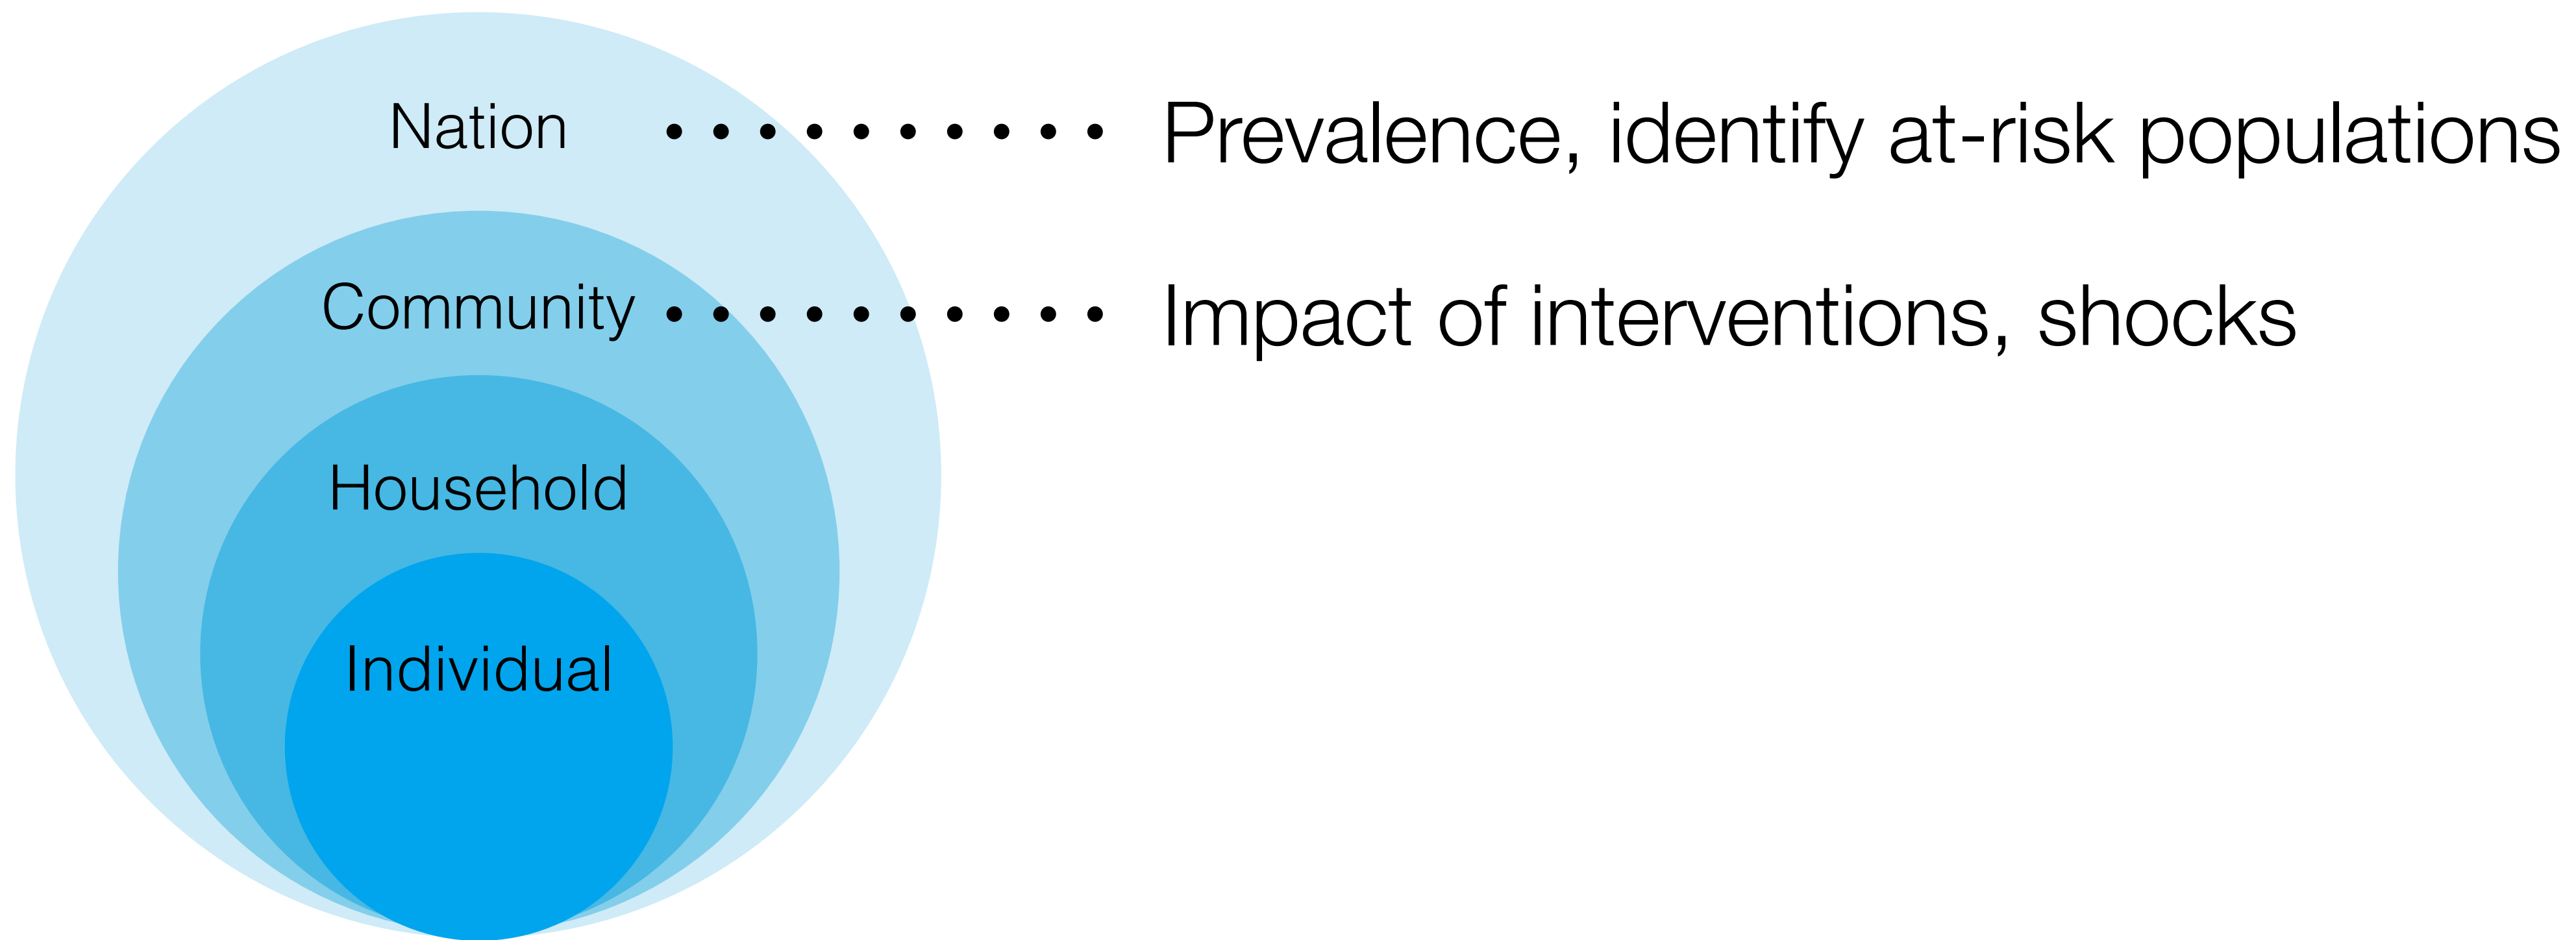 Nation Prevalence, identify at-risk populations
Community Impact of interventions, shocks
Household
Individual